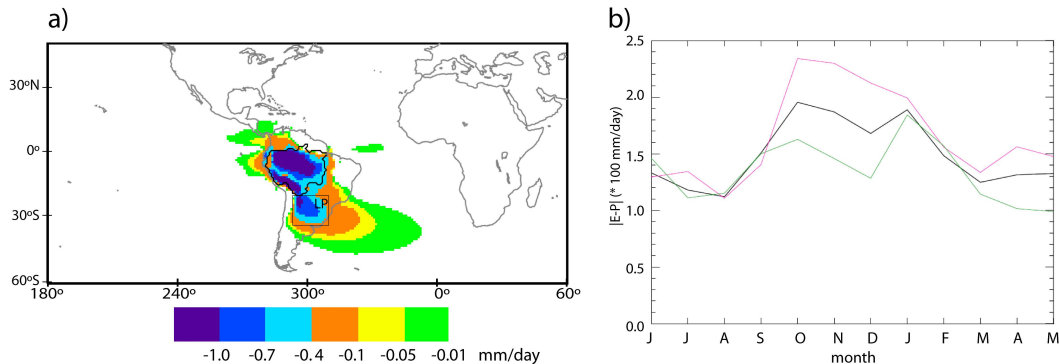 a)
30ºN
0º
30ºS
60ºS
LP
180º
240º
300º
0º
60º
-1.0 -0.7 -0.4 -0.1 -0.05 -0.01 mm/day
b)
|E-P| (* 100 mm/day)
2.5
2.0
1.5
1.0
0.5
0.0
J J A S O N D J F M A M
month